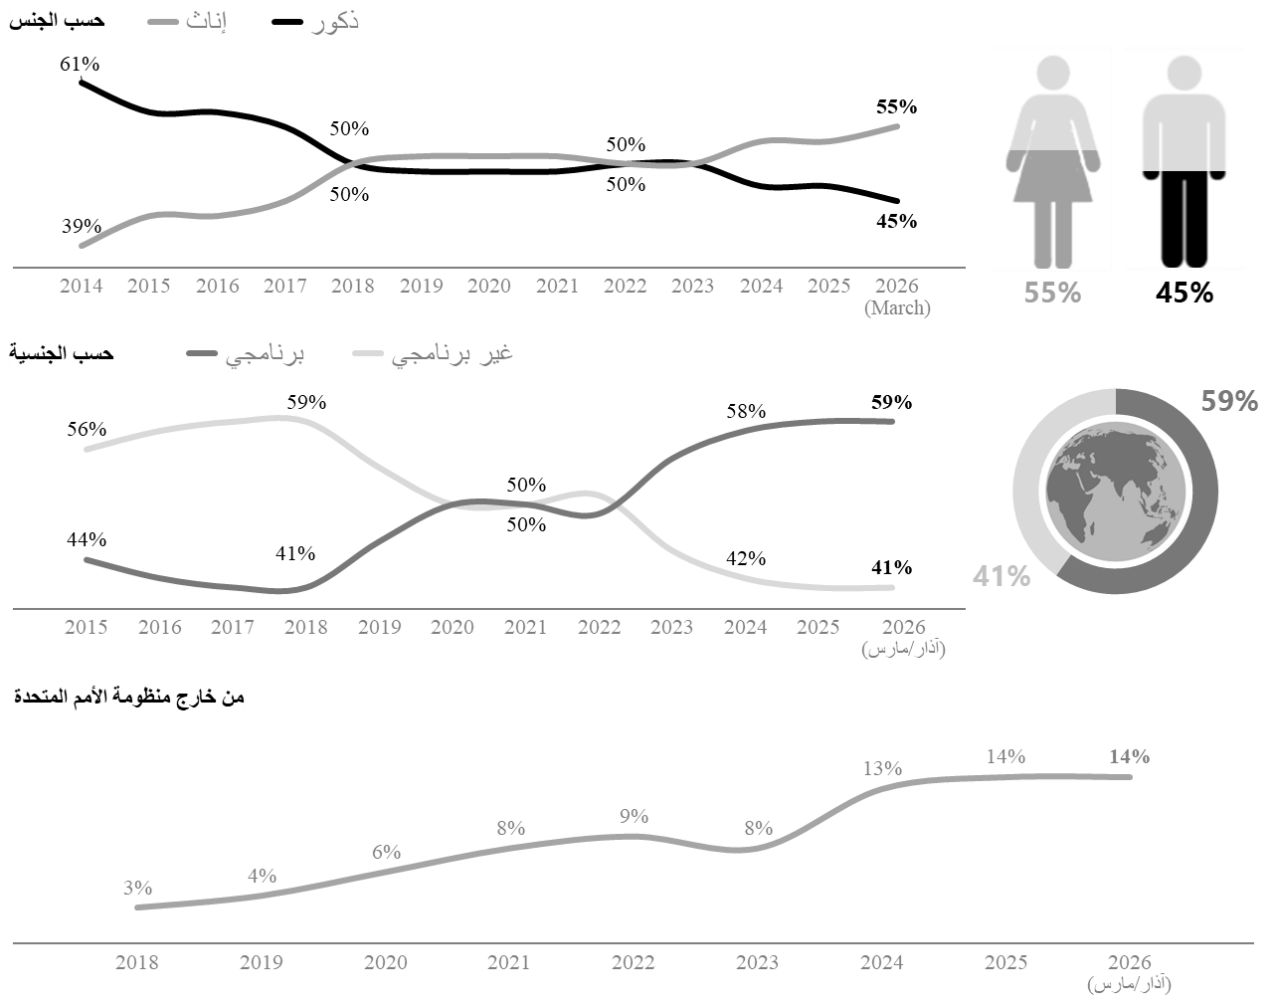 حسب الجنس إناث ذكور
61%
55%
50%
50%
50%
50%
39%
45%
2014 2015 2016 2017 2018 2019 2020 2021 2022 2023 2024 2025 2026
(March)
55% 45%
حسب الجنسية برنامجي غير برنامجي
59%
58%
59%
56%
50%
50%
44%
41%
42%
41%
59%
41%
2015 2016 2017 2018 2019 2020 2021 2022 2023 2024 2025 2026
(آذار/مارس)
من خارج منظومة الأمم المتحدة
3% 4% 6% 8% 9% 8% 13% 14% 14%
2018 2019 2020 2021 2022 2023 2024 2025 2026
(آذار/مارس)